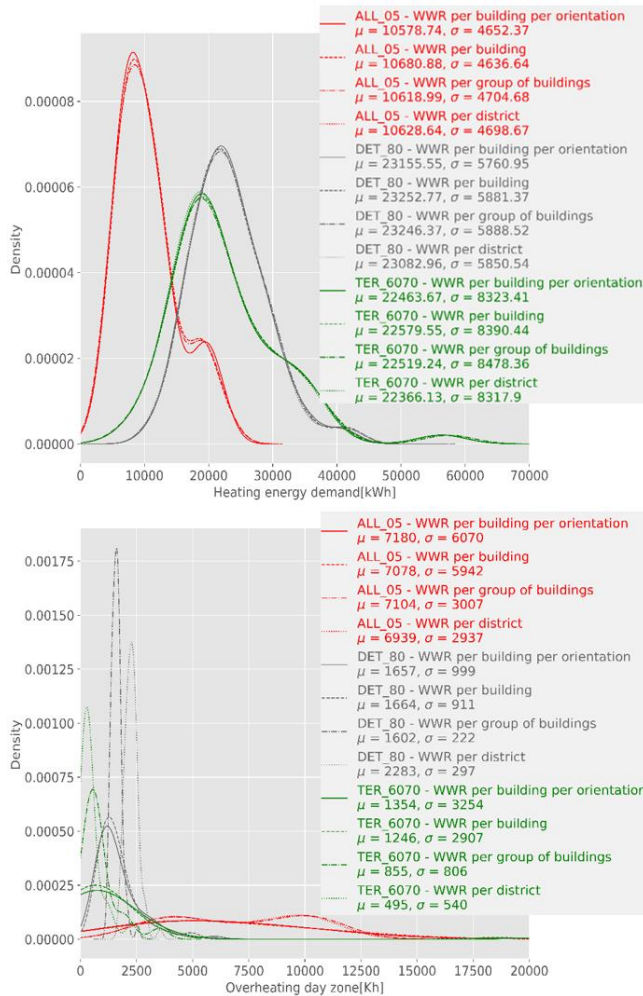 ALL_05 - WWR per building per orientation
μ = 10578.74, σ = 4652.37
ALL_05 - WWR per building
μ = 10680.88, σ = 4636.64
ALL_05 - WWR per group of buildings
μ = 10618.99, σ = 4704.68
ALL_05 - WWR per district
μ = 10628.64, σ = 4698.67
DET_80 - WWR per building per orientation
μ = 23155.55, σ = 5760.95
DET_80 - WWR per building
μ = 23252.77, σ = 5881.37
DET_80 - WWR per group of buildings
μ = 23246.37, σ = 5888.52
DET_80 - WWR per district
μ = 23082.96, σ = 5850.54
TER_6070 - WWR per building per orientation
μ = 22463.67, σ = 8323.41
TER_6070 - WWR per building
μ = 22579.55, σ = 8390.44
TER_6070 - WWR per group of buildings
μ = 22519.24, σ = 8478.36
TER_6070 - WWR per district
μ = 22366.13, σ = 8317.9
Density
0.00008
0.00006
0.00004
0.00002
0.00000
0 10000 20000 30000 40000 50000 60000 70000
Heating energy demand[kWh]
ALL_05 - WWR per building per orientation
μ = 7180, σ = 6070
ALL_05 - WWR per building
μ = 7078, σ = 5942
ALL_05 - WWR per group of buildings
μ = 7104, σ = 3007
ALL_05 - WWR per district
μ = 6939, σ = 2937
DET_80 - WWR per building per orientation
μ = 1657, σ = 999
DET_80 - WWR per building
μ = 1664, σ = 911
DET_80 - WWR per group of buildings
μ = 1602, σ = 222
DET_80 - WWR per district
μ = 2283, σ = 297
TER_6070 - WWR per building per orientation
μ = 1354, σ = 3254
TER_6070 - WWR per building
μ = 1246, σ = 2907
TER_6070 - WWR per group of buildings
μ = 855, σ = 806
TER_6070 - WWR per district
μ = 495, σ = 540
Density
0.00175
0.00150
0.00125
0.00100
0.00075
0.00050
0.00025
0.00000
0 2500 5000 7500 10000 12500 15000 17500 20000
Overheating day zone[Kh]